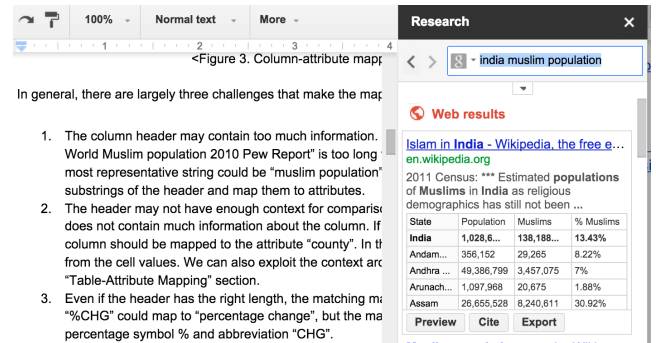 100%
Normal text
More
1 2 3 4
<Figure 3. Column-attribute mapp
In general, there are largely three challenges that make the map
1. The column header may contain too much information.
World Muslim population 2010 Pew Report” is too long
most representative string could be “muslim population”
substrings of the header and map them to attributes.
2. The header may not have enough context for comparisc
does not contain much information about the column. If
column should be mapped to the attribute “county”. In th
from the cell values. We can also exploit the context arc
“Table-Attribute Mapping” section.
3. Even if the header has the right length, the matching ma
“%CHG” could map to “percentage change”, but the ma
percentage symbol % and abbreviation “CHG”.
Research
india muslim population
Web results
Islam in India - Wikipedia, the free e...
en.wikipedia.org
2011 Census: *** Estimated populations
of Muslims in India as religious
demographics has still not been ...
State Population Muslims % Muslims
India 1,028,6... 138,188... 13.43%
Andam... 356,152 29,265 8.22%
Andhra ... 49,386,799 3,457,075 7%
Arunach... 1,097,968 20,675 1.88%
Assam 26,655,528 8,240,611 30.92%
Preview Cite Export